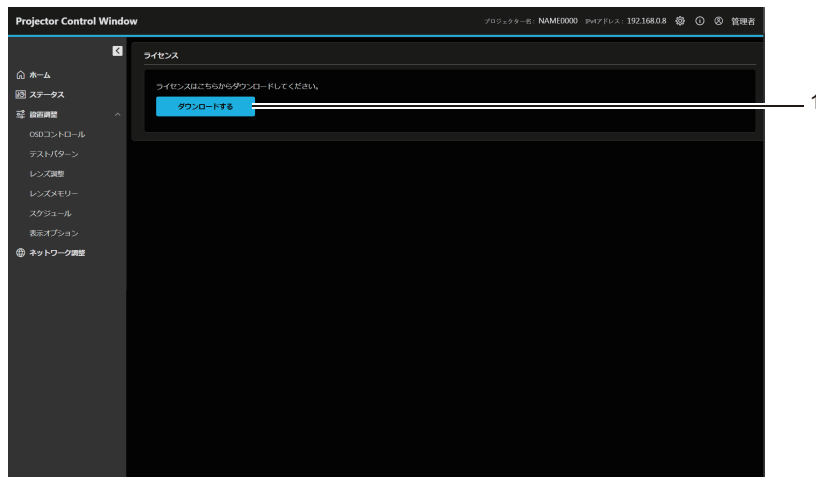 Projector Control Window
プロジェクター名: NAME0000 IPv4アドレス: 192.168.0.8 管理者
ライセンス
ホーム
ライセンスはこちらからダウンロードしてください。
ステータス
ダウンロードする
1
設置調整
OSDコントロール
テストパターン
レンズ調整
レンズメモリー
スケジュール
表示オプション
ネットワーク調整